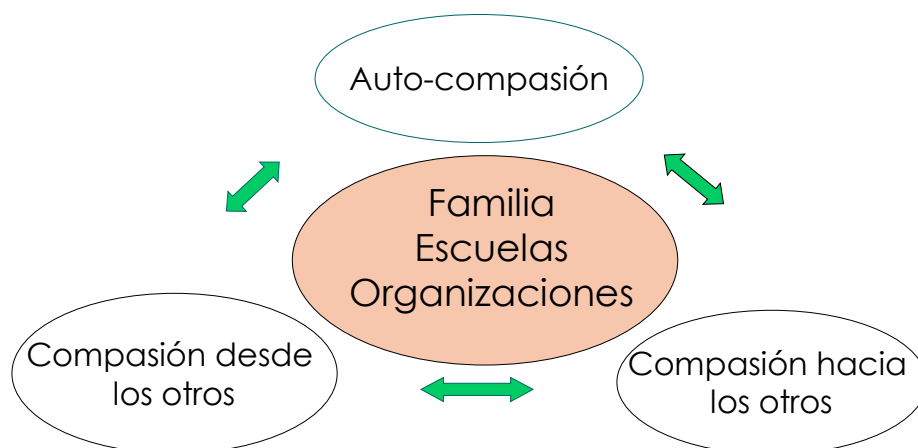 Auto-compasión
Familia
Escuelas
Organizaciones
Compasión desde
los otros
Compasión hacia
los otros